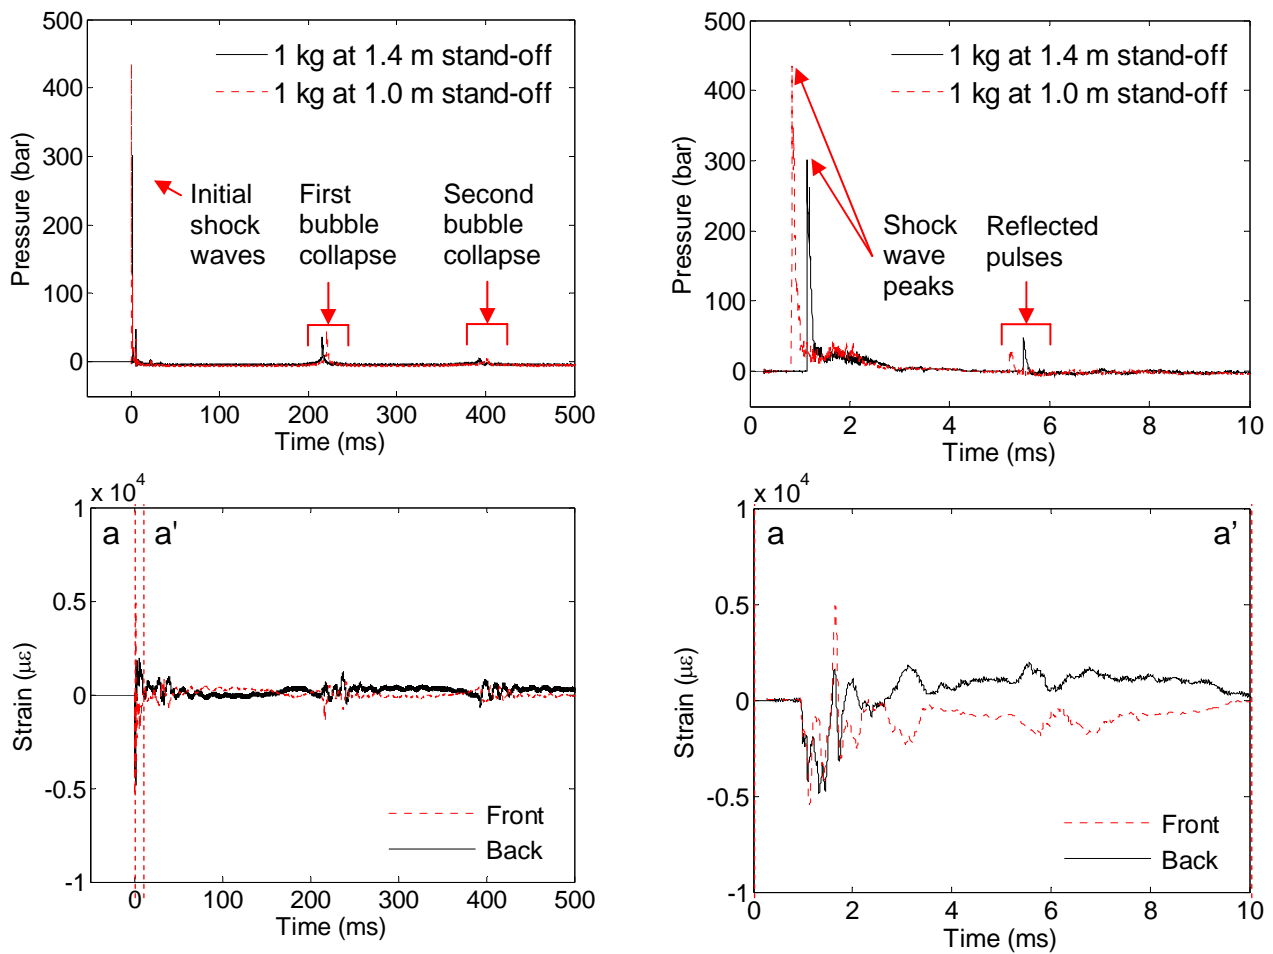 500
400
300
200
100
0
Pressure (bar)
1 kg at 1.4 m stand-off
1 kg at 1.0 m stand-off
Initial
shock
waves
First
bubble
collapse
Second
bubble
collapse
0 100 200 300 400 500
Time (ms)
500
400
300
200
100
0
Pressure (bar)
1 kg at 1.4 m stand-off
1 kg at 1.0 m stand-off
Shock
wave
peaks
Reflected
pulses
0 2 4 6 8 10
Time (ms)
x 10⁴
1
0.5
0
-0.5
-1
Strain (με)
a a'
Front
Back
0 100 200 300 400 500
Time (ms)
x 10⁴
1
0.5
0
-0.5
-1
Strain (με)
a a’
Front
Back
0 2 4 6 8 10
Time (ms)